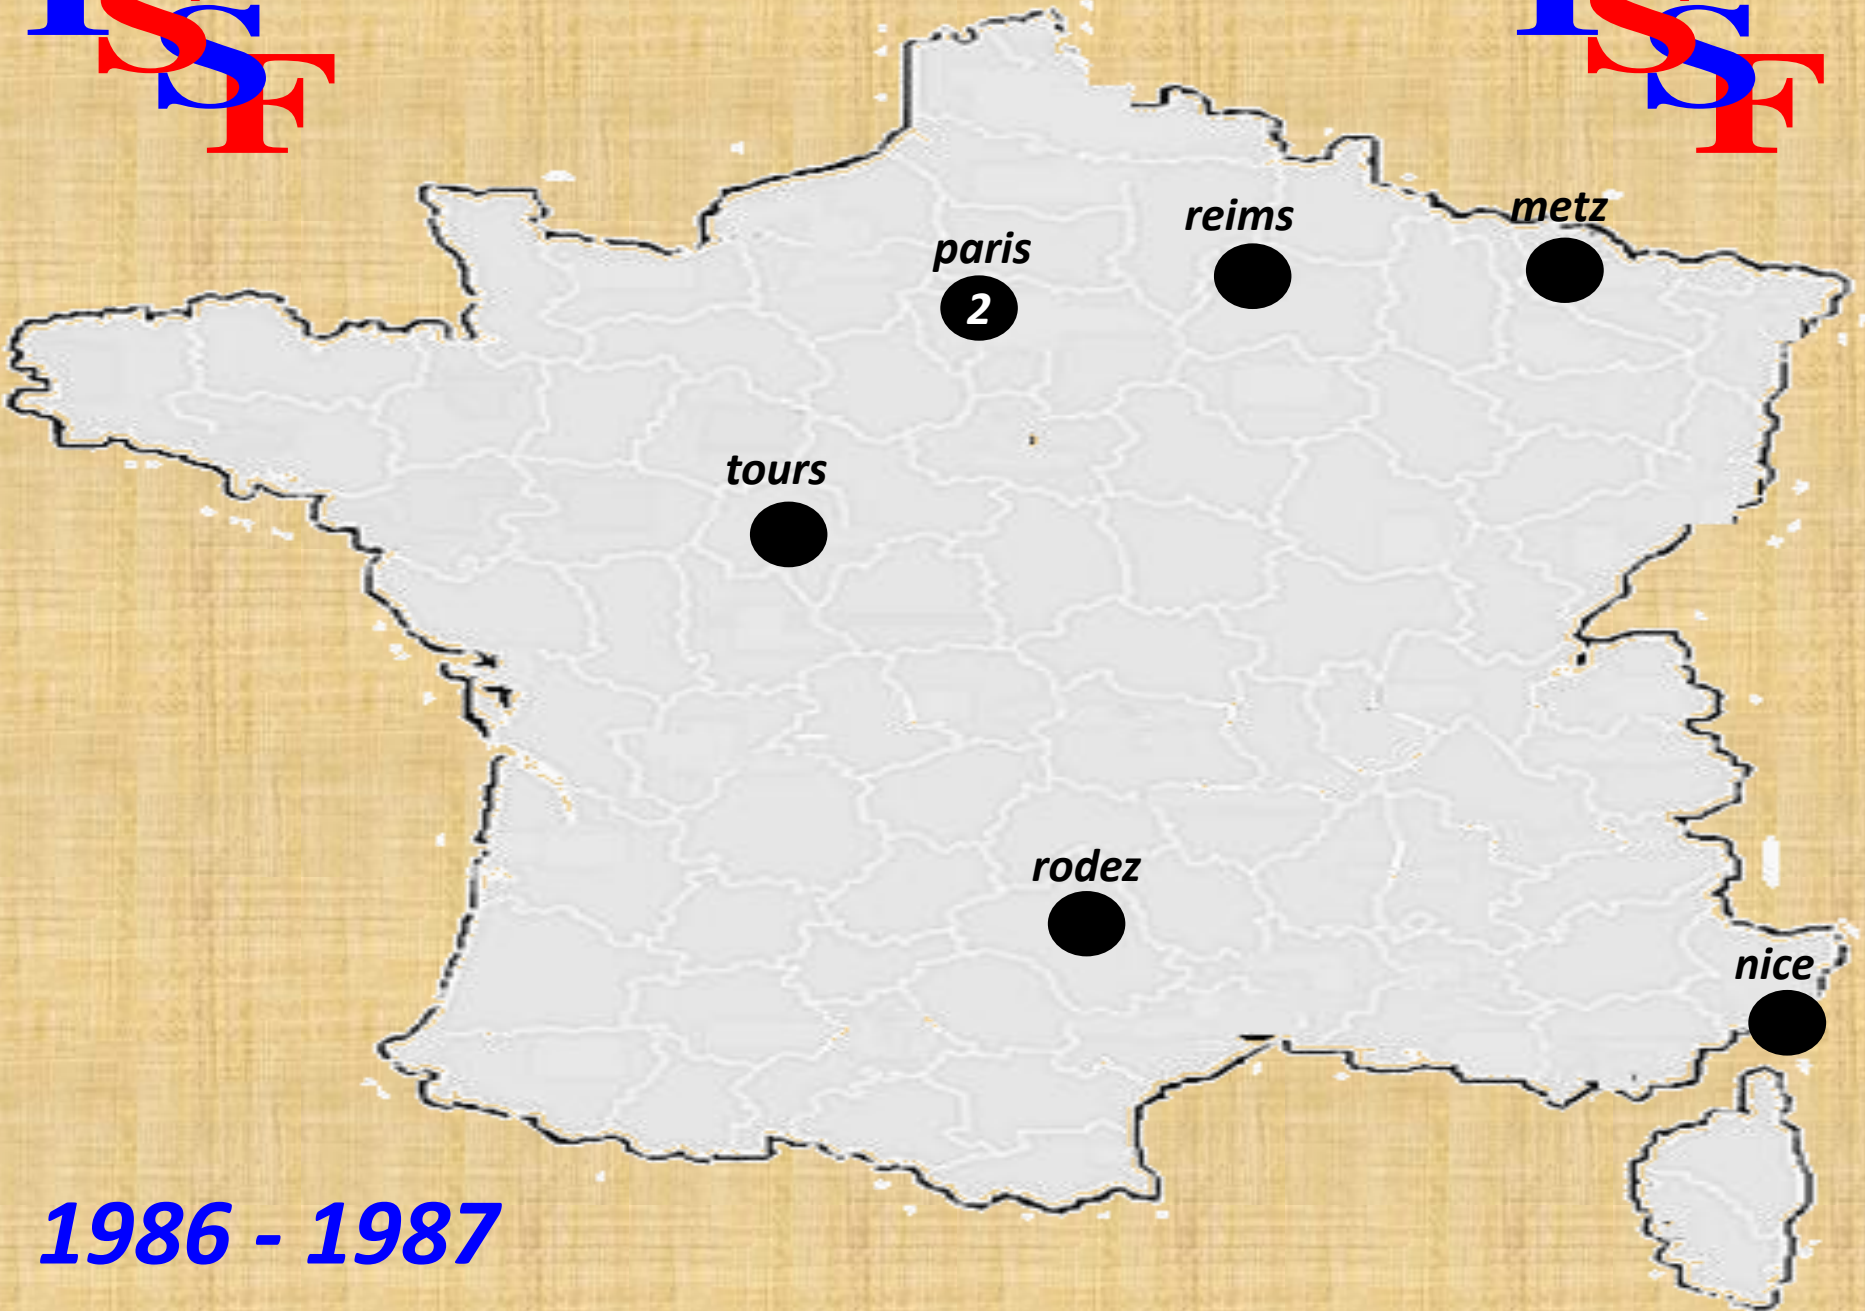 ISSF
ISSF
metz
reims
paris
2
tours
rodez
nice
1986 - 1987